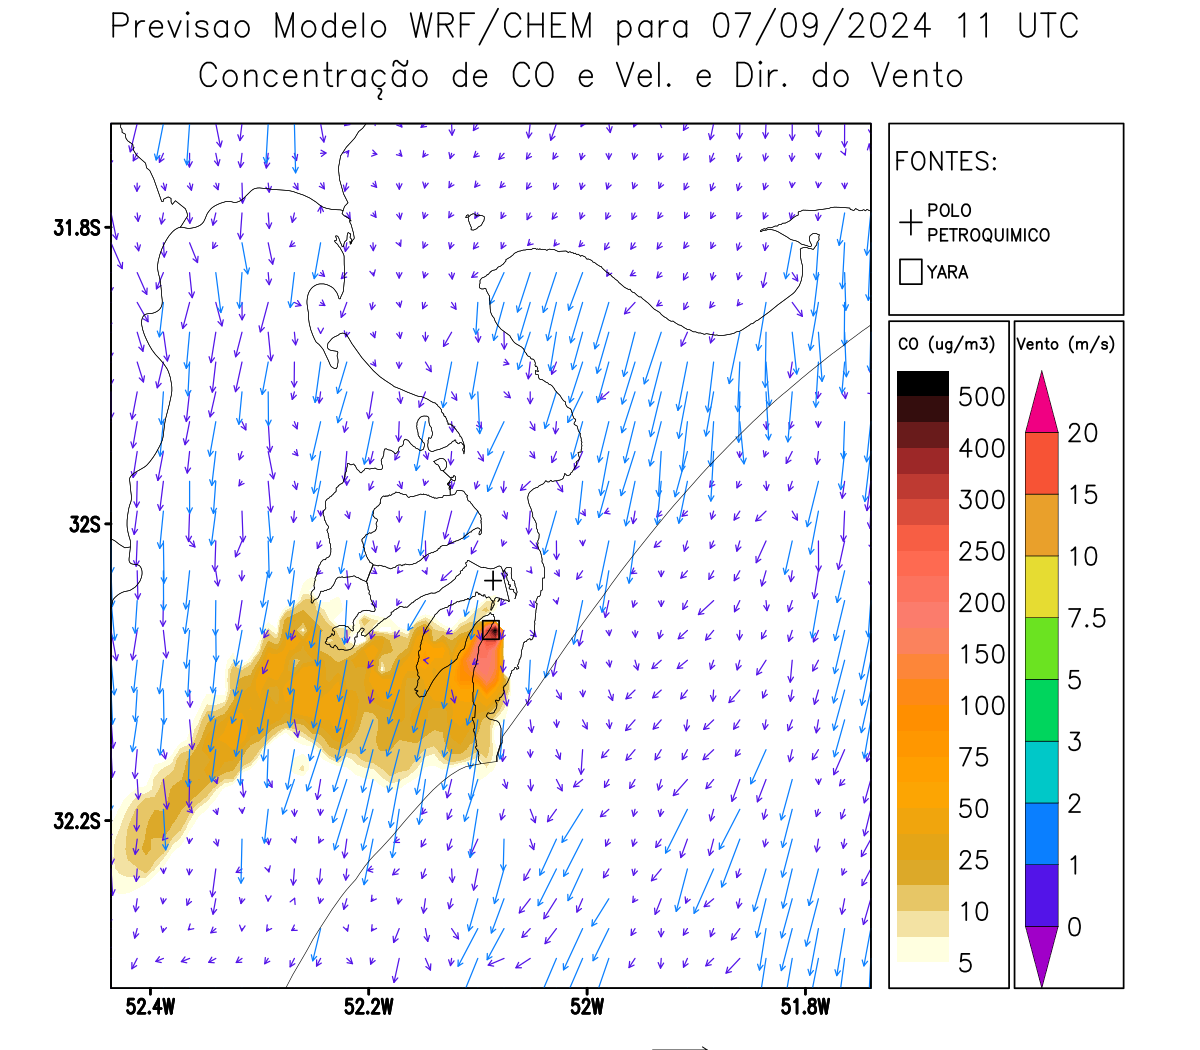 Previsao Modelo WRF/CHEM para 07/09/2024 11 UTC
Concentração de CO e Vel. e Dir. do Vento
FONTES:
POLO
PETROQUIMICO
YARA
CO (ug/m3)
500
400
300
250
200
150
100
75
50
25
10
5
Vento (m/s)
20
15
10
7.5
5
3
2
1
0
31.8S
32S
32.2S
52.4W
52.2W
52W
51.8W